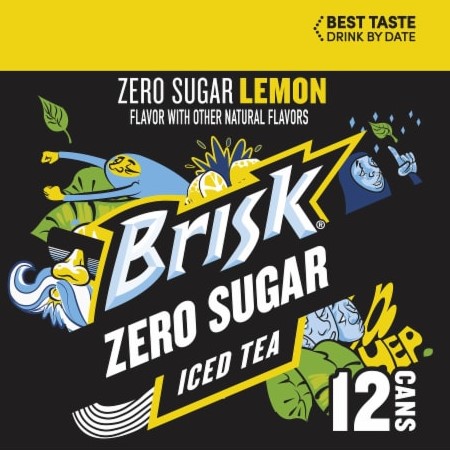 BEST TASTE
DRINK BY DATE
ZERO SUGAR LEMON
FLAVOR WITH OTHER NATURAL FLAVORS
Brisk®
ZERO SUGAR
ICED TEA
YEP.
12 CANS